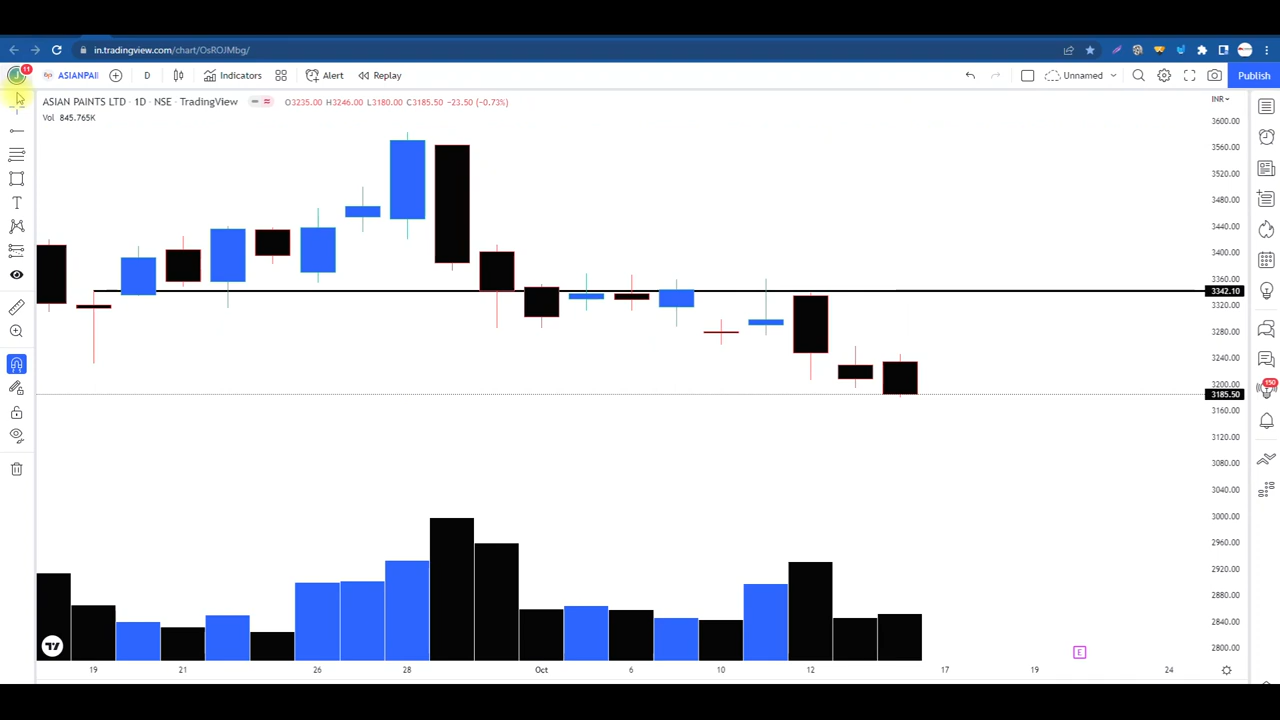 in.tradingview.com/chart/OsROJMbg/
11
J
ASIANPAII
D
Indicators
Alert
Replay
Unnamed
Publish
ASIAN PAINTS LTD · 1D · NSE · TradingView
O3235.00 H3246.00 L3180.00 C3185.50 −23.50 (−0.73%)
INR
Vol 845.765K
3600.00
3560.00
3520.00
3480.00
3440.00
3400.00
3360.00
3342.10
3320.00
3280.00
3240.00
3200.00
3185.50
150
3160.00
3120.00
3080.00
3040.00
3000.00
2960.00
2920.00
2880.00
2840.00
2800.00
E
19
21
26
28
Oct
6
10
12
17
19
24